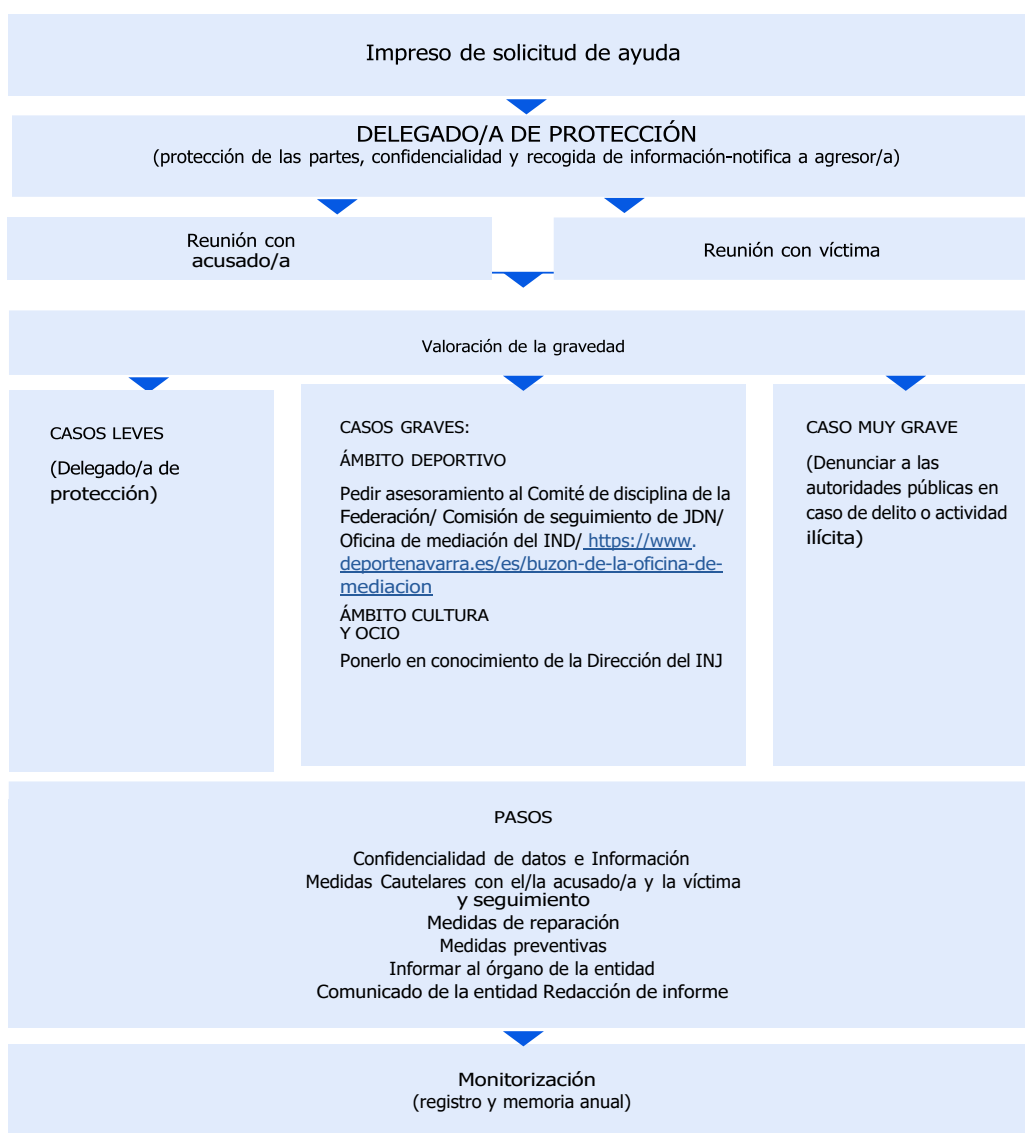 Impreso de solicitud de ayuda
DELEGADO/A DE PROTECCIÓN
(protección de las partes, confidencialidad y recogida de información-notifica a agresor/a)
Reunión con
acusado/a
Reunión con víctima
Valoración de la gravedad
CASOS LEVES
(Delegado/a de
protección)
CASOS GRAVES:
ÁMBITO DEPORTIVO
Pedir asesoramiento al Comité de disciplina de la
Federación/ Comisión de seguimiento de JDN/
Oficina de mediación del IND/ https://www.
deportenavarra.es/es/buzon-de-la-oficina-de-
mediacion
ÁMBITO CULTURA
Y OCIO
Ponerlo en conocimiento de la Dirección del INJ
CASO MUY GRAVE
(Denunciar a las
autoridades públicas en
caso de delito o actividad
ilícita)
PASOS
Confidencialidad de datos e Información
Medidas Cautelares con el/la acusado/a y la víctima
y seguimiento
Medidas de reparación
Medidas preventivas
Informar al órgano de la entidad
Comunicado de la entidad Redacción de informe
Monitorización
(registro y memoria anual)